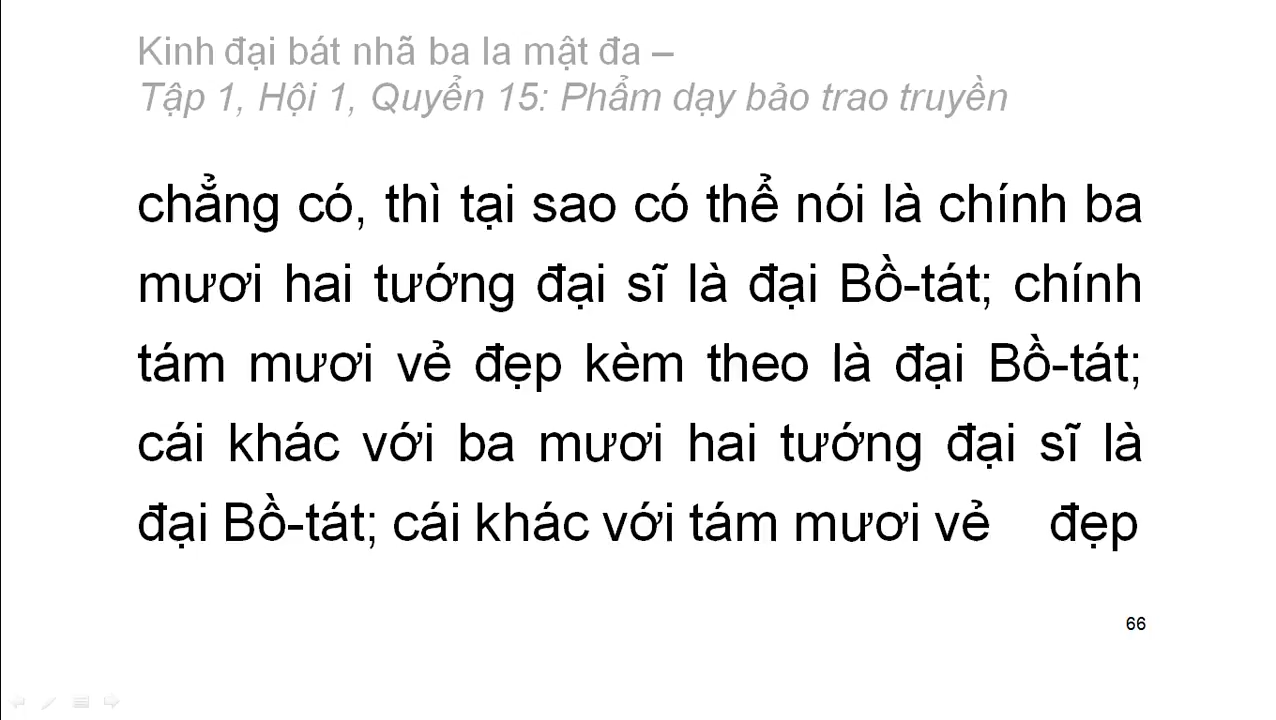 Kinh đại bát nhã ba la mật đa –
Tập 1, Hội 1, Quyển 15: Phẩm dạy bảo trao truyền
chẳng có, thì tại sao có thể nói là chính ba
mươi hai tướng đại sĩ là đại Bồ-tát; chính
tám mươi vẻ đẹp kèm theo là đại Bồ-tát;
cái khác với ba mươi hai tướng đại sĩ là
đại Bồ-tát; cái khác với tám mươi vẻ đẹp
66